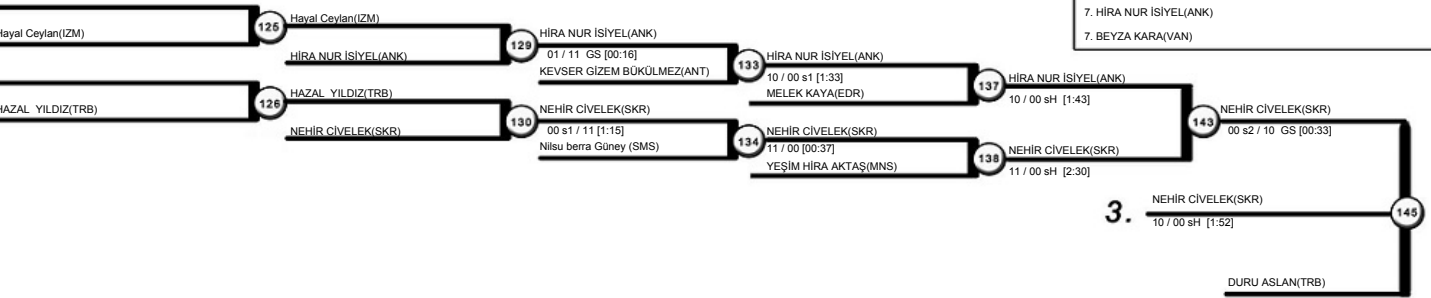 7. HİRA NUR İSİYEL(ANK)
7. BEYZA KARA(VAN)
Hayal Ceylan(IZM)
125
Hayal Ceylan(IZM)
HİRA NUR İSİYEL(ANK)
129
HİRA NUR İSİYEL(ANK)
01 / 11 GS [00:16]
KEVSER GİZEM BÜKÜLMEZ(ANT)
133
HİRA NUR İSİYEL(ANK)
10 / 00 s1 [1:33]
MELEK KAYA(EDR)
137
HİRA NUR İSİYEL(ANK)
10 / 00 sH [1:43]
HAZAL YILDIZ(TRB)
126
HAZAL YILDIZ(TRB)
NEHİR CİVELEK(SKR)
130
NEHİR CİVELEK(SKR)
00 s1 / 11 [1:15]
Nilsu berra Güney (SMS)
134
NEHİR CİVELEK(SKR)
11 / 00 [00:37]
YEŞİM HİRA AKTAŞ(MNS)
138
NEHİR CİVELEK(SKR)
11 / 00 sH [2:30]
143
NEHİR CİVELEK(SKR)
00 s2 / 10 GS [00:33]
3.
NEHİR CİVELEK(SKR)
10 / 00 sH [1:52]
145
DURU ASLAN(TRB)